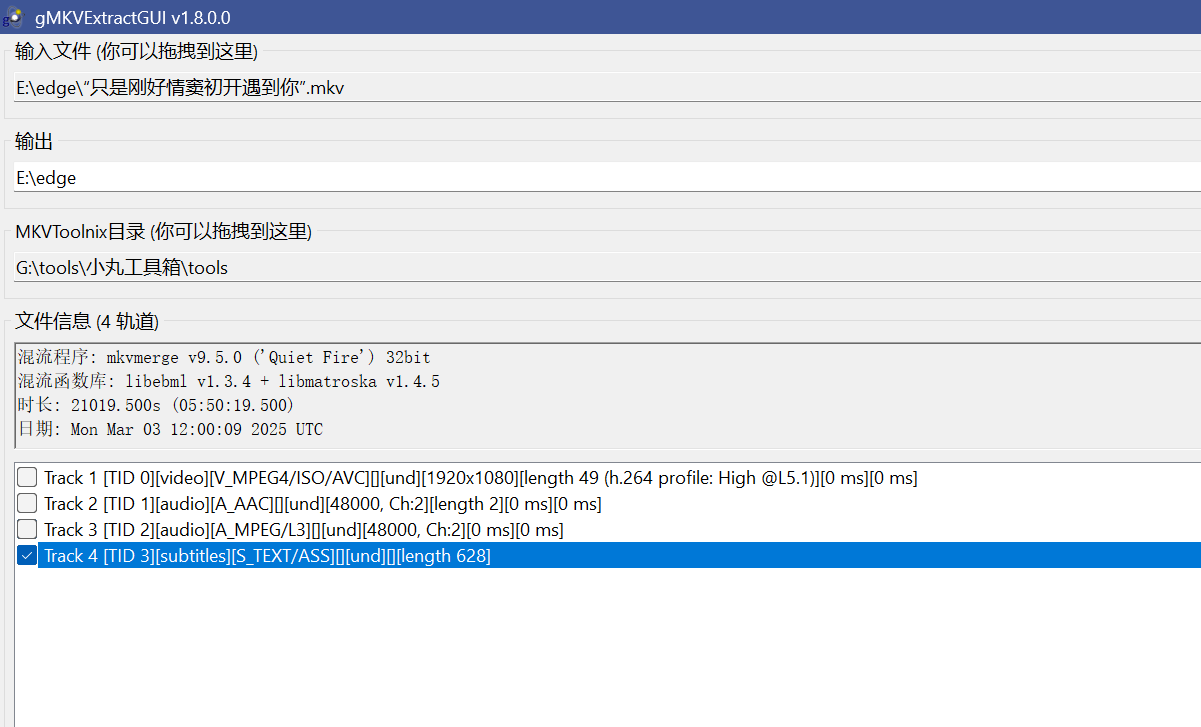 gMKVExtractGUI v1.8.0.0
输入文件 (你可以拖拽到这里)
E:\edge\“只是刚好情窦初开遇到你”.mkv
输出
E:\edge
MKVToolnix目录 (你可以拖拽到这里)
G:\tools\小丸工具箱\tools
文件信息 (4 轨道)
混流程序: mkvmerge v9.5.0 ('Quiet Fire') 32bit
混流函数库: libebml v1.3.4 + libmatroska v1.4.5
时长: 21019.500s (05:50:19.500)
日期: Mon Mar 03 12:00:09 2025 UTC
Track 1 [TID 0][video][V_MPEG4/ISO/AVC][][und][1920x1080][length 49 (h.264 profile: High @L5.1)][0 ms][0 ms]
Track 2 [TID 1][audio][A_AAC][][und][48000, Ch:2][length 2][0 ms][0 ms]
Track 3 [TID 2][audio][A_MPEG/L3][][und][48000, Ch:2][0 ms][0 ms]
Track 4 [TID 3][subtitles][S_TEXT/ASS][][und][][length 628]